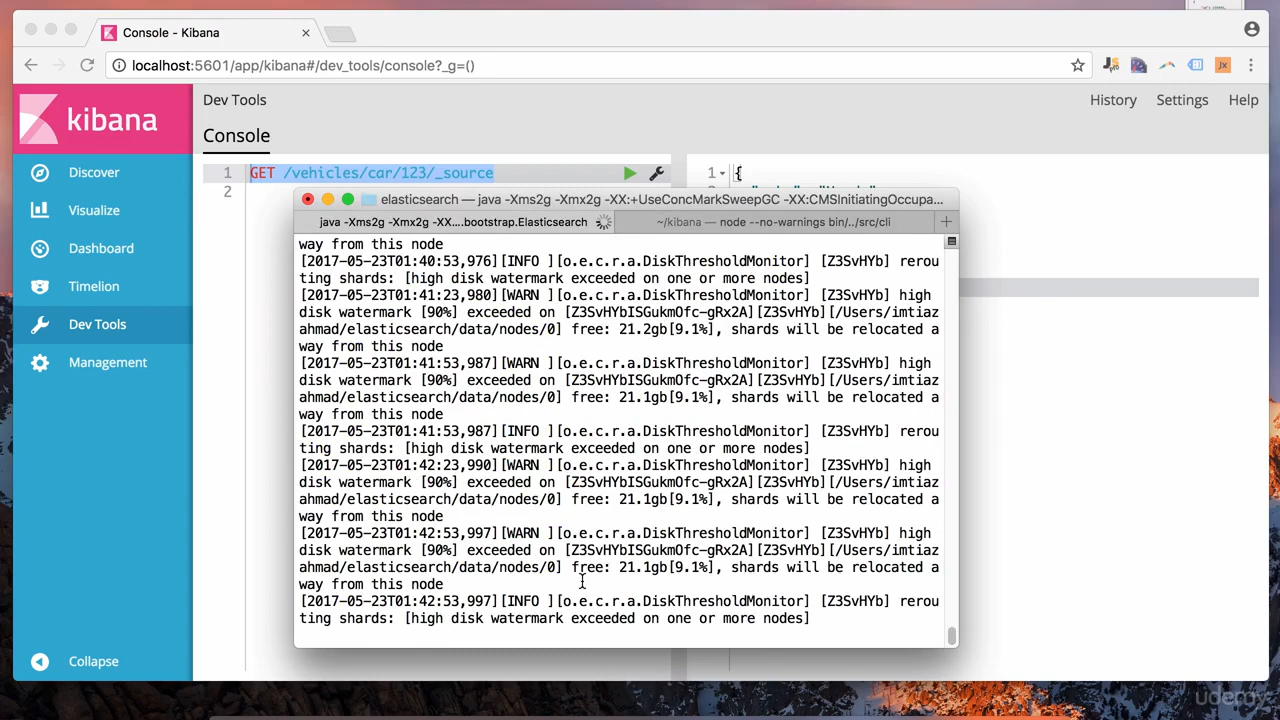 Console - Kibana
localhost:5601/app/kibana#/dev_tools/console?_g=()
kibana
Dev Tools
History Settings Help
Console
Discover
Visualize
Dashboard
Timelion
Dev Tools
Management
Collapse
1 GET /vehicles/car/123/_source
2
1 {
elasticsearch — java -Xms2g -Xmx2g -XX:+UseConcMarkSweepGC -XX:CMSInitiatingOccupa...
java -Xms2g -Xmx2g -XX....bootstrap.Elasticsearch
~/kibana — node --no-warnings bin/../src/cli
way from this node
[2017-05-23T01:40:53,976][INFO ][o.e.c.r.a.DiskThresholdMonitor] [Z3SvHYb] rerou
ting shards: [high disk watermark exceeded on one or more nodes]
[2017-05-23T01:41:23,980][WARN ][o.e.c.r.a.DiskThresholdMonitor] [Z3SvHYb] high
disk watermark [90%] exceeded on [Z3SvHYbISGukmOfc-gRx2A][Z3SvHYb][/Users/imtiaz
ahmad/elasticsearch/data/nodes/0] free: 21.2gb[9.1%], shards will be relocated a
way from this node
[2017-05-23T01:41:53,987][WARN ][o.e.c.r.a.DiskThresholdMonitor] [Z3SvHYb] high
disk watermark [90%] exceeded on [Z3SvHYbISGukmOfc-gRx2A][Z3SvHYb][/Users/imtiaz
ahmad/elasticsearch/data/nodes/0] free: 21.1gb[9.1%], shards will be relocated a
way from this node
[2017-05-23T01:41:53,987][INFO ][o.e.c.r.a.DiskThresholdMonitor] [Z3SvHYb] rerou
ting shards: [high disk watermark exceeded on one or more nodes]
[2017-05-23T01:42:23,990][WARN ][o.e.c.r.a.DiskThresholdMonitor] [Z3SvHYb] high
disk watermark [90%] exceeded on [Z3SvHYbISGukmOfc-gRx2A][Z3SvHYb][/Users/imtiaz
ahmad/elasticsearch/data/nodes/0] free: 21.1gb[9.1%], shards will be relocated a
way from this node
[2017-05-23T01:42:53,997][WARN ][o.e.c.r.a.DiskThresholdMonitor] [Z3SvHYb] high
disk watermark [90%] exceeded on [Z3SvHYbISGukmOfc-gRx2A][Z3SvHYb][/Users/imtiaz
ahmad/elasticsearch/data/nodes/0] free: 21.1gb[9.1%], shards will be relocated a
way from this node
[2017-05-23T01:42:53,997][INFO ][o.e.c.r.a.DiskThresholdMonitor] [Z3SvHYb] rerou
ting shards: [high disk watermark exceeded on one or more nodes]
udemy